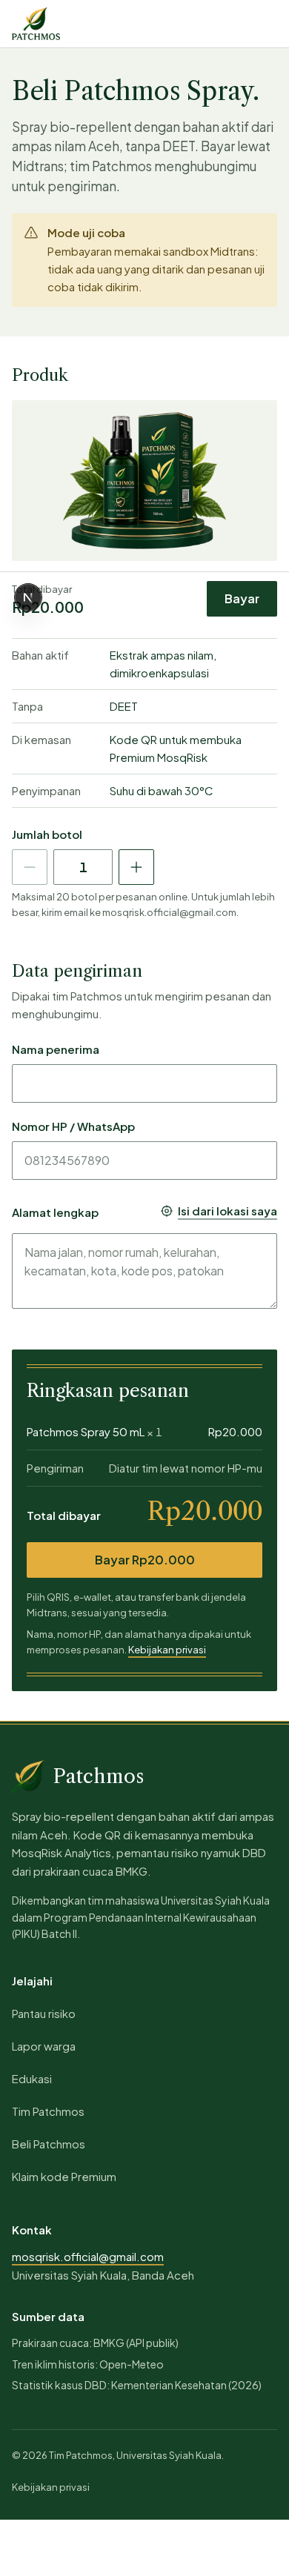 PATCHMOS
Beli Patchmos Spray.
Spray bio-repellent dengan bahan aktif dari
ampas nilam Aceh, tanpa DEET. Bayar lewat
Midtrans; tim Patchmos menghubungimu
untuk pengiriman.
Mode uji coba
Pembayaran memakai sandbox Midtrans:
tidak ada uang yang ditarik dan pesanan uji
coba tidak dikirim.
Produk
PATCHMOS
PATCHMOS
Total dibayar
N
Rp20.000
Bayar
Bahan aktif
Ekstrak ampas nilam,
dimikroenkapsulasi
Tanpa
DEET
Di kemasan
Kode QR untuk membuka
Premium MosqRisk
Penyimpanan
Suhu di bawah 30°C
Jumlah botol
− 1 +
Maksimal 20 botol per pesanan online. Untuk jumlah lebih
besar, kirim email ke mosqrisk.official@gmail.com.
Data pengiriman
Dipakai tim Patchmos untuk mengirim pesanan dan
menghubungimu.
Nama penerima
Nomor HP / WhatsApp
081234567890
Alamat lengkap
Isi dari lokasi saya
Nama jalan, nomor rumah, kelurahan,
kecamatan, kota, kode pos, patokan
Ringkasan pesanan
Patchmos Spray 50 mL × 1
Rp20.000
Pengiriman
Diatur tim lewat nomor HP-mu
Total dibayar
Rp20.000
Bayar Rp20.000
Pilih QRIS, e-wallet, atau transfer bank di jendela
Midtrans, sesuai yang tersedia.
Nama, nomor HP, dan alamat hanya dipakai untuk
memproses pesanan. Kebijakan privasi
Patchmos
Spray bio-repellent dengan bahan aktif dari ampas
nilam Aceh. Kode QR di kemasannya membuka
MosqRisk Analytics, pemantau risiko nyamuk DBD
dari prakiraan cuaca BMKG.
Dikembangkan tim mahasiswa Universitas Syiah Kuala
dalam Program Pendanaan Internal Kewirausahaan
(PIKU) Batch II.
Jelajahi
Pantau risiko
Lapor warga
Edukasi
Tim Patchmos
Beli Patchmos
Klaim kode Premium
Kontak
mosqrisk.official@gmail.com
Universitas Syiah Kuala, Banda Aceh
Sumber data
Prakiraan cuaca: BMKG (API publik)
Tren iklim historis: Open-Meteo
Statistik kasus DBD: Kementerian Kesehatan (2026)
© 2026 Tim Patchmos, Universitas Syiah Kuala.
Kebijakan privasi